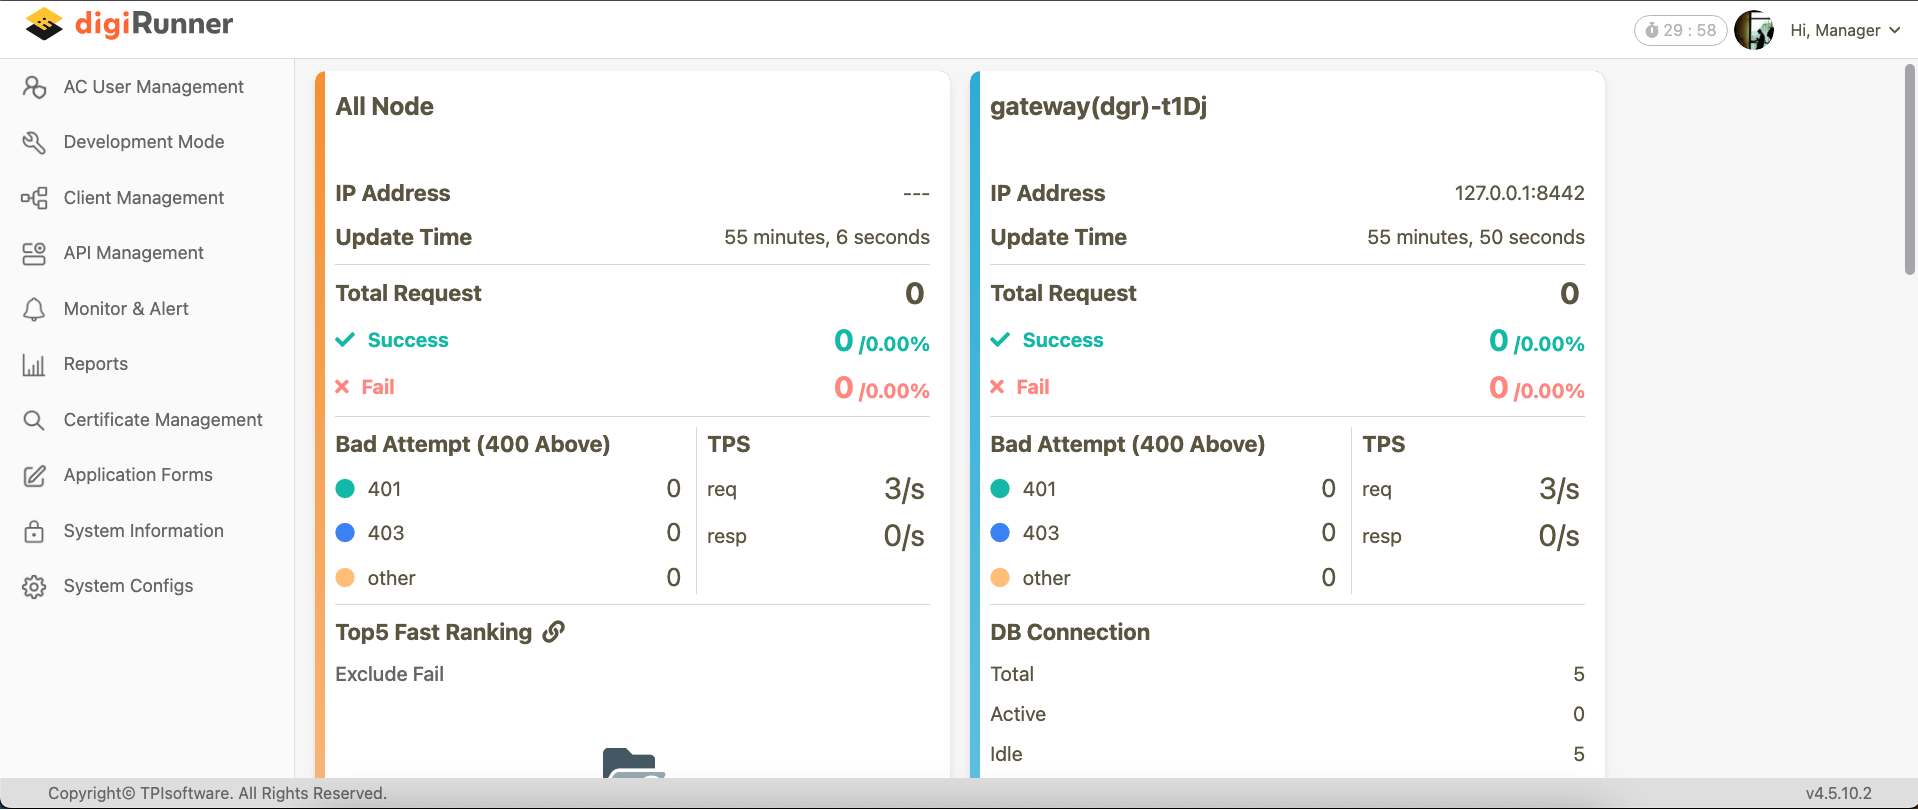 digiRunner
29 : 58
Hi, Manager
AC User Management
Development Mode
Client Management
API Management
Monitor & Alert
Reports
Certificate Management
Application Forms
System Information
System Configs
All Node
IP Address ---
Update Time 55 minutes, 6 seconds
Total Request 0
Success 0 /0.00%
Fail 0 /0.00%
Bad Attempt (400 Above)
401 0
403 0
other 0
TPS
req 3/s
resp 0/s
Top5 Fast Ranking
Exclude Fail
gateway(dgr)-t1Dj
IP Address 127.0.0.1:8442
Update Time 55 minutes, 50 seconds
Total Request 0
Success 0 /0.00%
Fail 0 /0.00%
Bad Attempt (400 Above)
401 0
403 0
other 0
TPS
req 3/s
resp 0/s
DB Connection
Total 5
Active 0
Idle 5
Copyright© TPIsoftware. All Rights Reserved.
v4.5.10.2